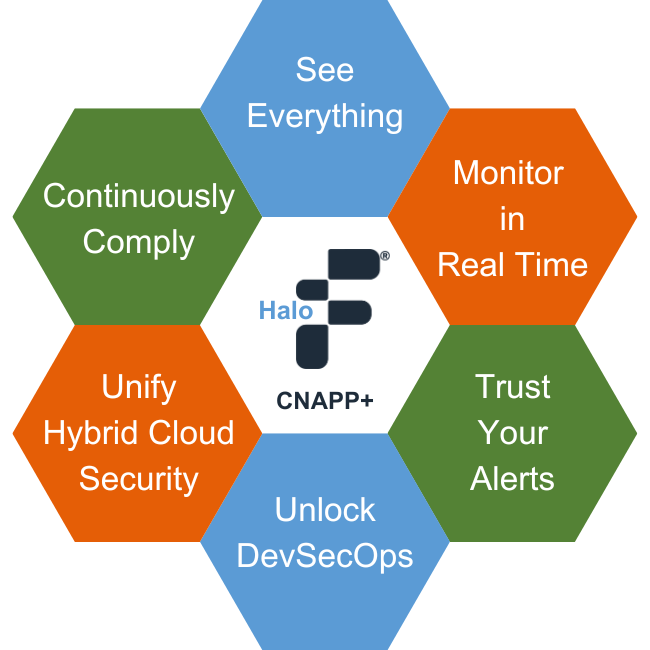 See
Everything
Monitor
in
Real Time
Continuously
Comply
®
Halo
CNAPP+
Unify
Hybrid Cloud
Security
Trust
Your
Alerts
Unlock
DevSecOps